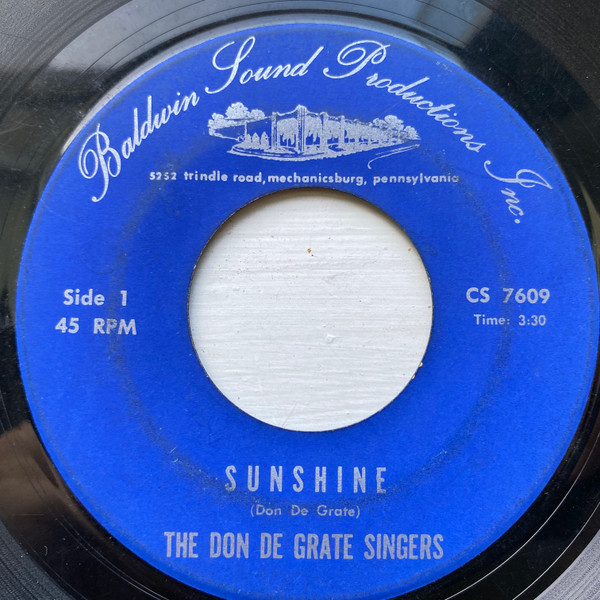 Baldwin Sound Productions Inc.
5252 trindle road, mechanicsburg, pennsylvania
Side 1
45 RPM
CS 7609
Time: 3:30
SUNSHINE
(Don De Grate)
THE DON DE GRATE SINGERS